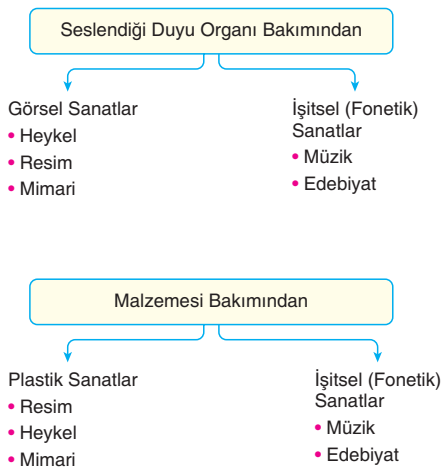 Seslendiği Duyu Organı Bakımından
Görsel Sanatlar
• Heykel
• Resim
• Mimari
İşitsel (Fonetik)
Sanatlar
• Müzik
• Edebiyat
Malzemesi Bakımından
Plastik Sanatlar
• Resim
• Heykel
• Mimari
İşitsel (Fonetik)
Sanatlar
• Müzik
• Edebiyat